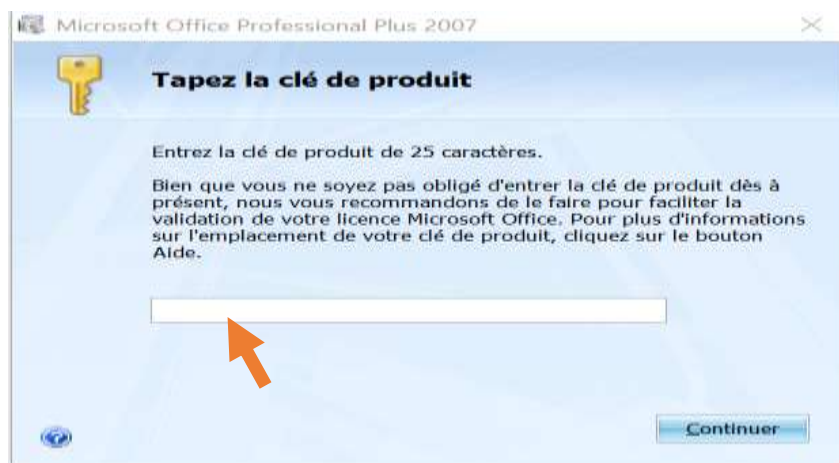 Microsoft Office Professional Plus 2007
Tapez la clé de produit
Entrez la clé de produit de 25 caractères.
Bien que vous ne soyez pas obligé d'entrer la clé de produit dès à
présent, nous vous recommandons de le faire pour faciliter la
validation de votre licence Microsoft Office. Pour plus d'informations
sur l'emplacement de votre clé de produit, cliquez sur le bouton
Aide.
Continuer